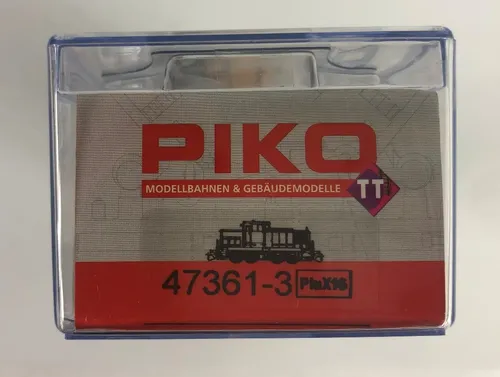 PIKO
MODELLBAHNEN & GEBÄUDEMODELLE
TT
47361-3 PluX16